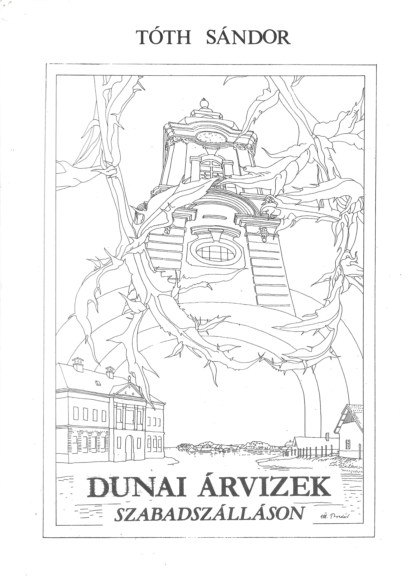 TÓTH SÁNDOR
DUNAI ÁRVIZEK
SZABADSZÁLLÁSON